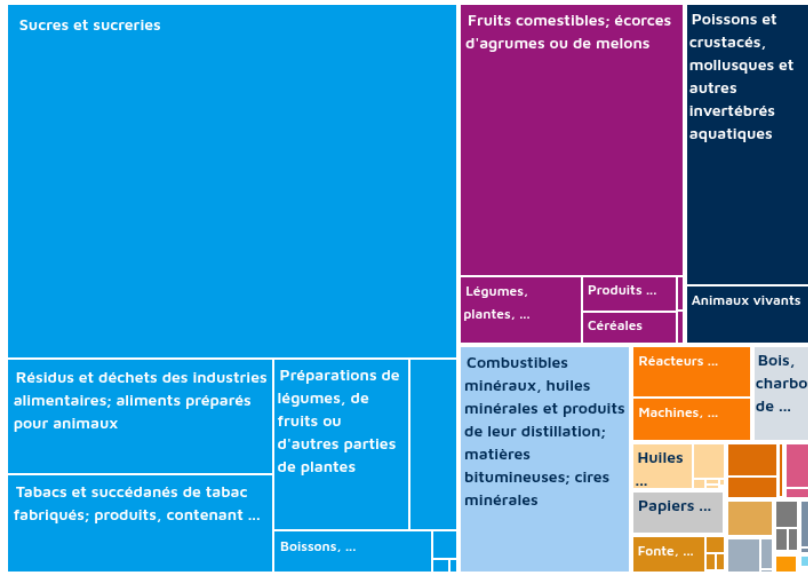 Sucres et sucreries
Résidus et déchets des industries
alimentaires; aliments préparés
pour animaux
Tabacs et succédanés de tabac
fabriqués; produits, contenant ...
Préparations de
légumes, de
fruits ou
d'autres parties
de plantes
Boissons, ...
Fruits comestibles; écorces
d'agrumes ou de melons
Légumes,
plantes, ...
Produits ...
Céréales
Poissons et
crustacés,
mollusques et
autres
invertébrés
aquatiques
Animaux vivants
Combustibles
minéraux, huiles
minérales et produits
de leur distillation;
matières
bitumineuses; cires
minérales
Réacteurs ...
Machines, ...
Bois,
charbo
de ...
Huiles
...
Papiers ...
Fonte, ...